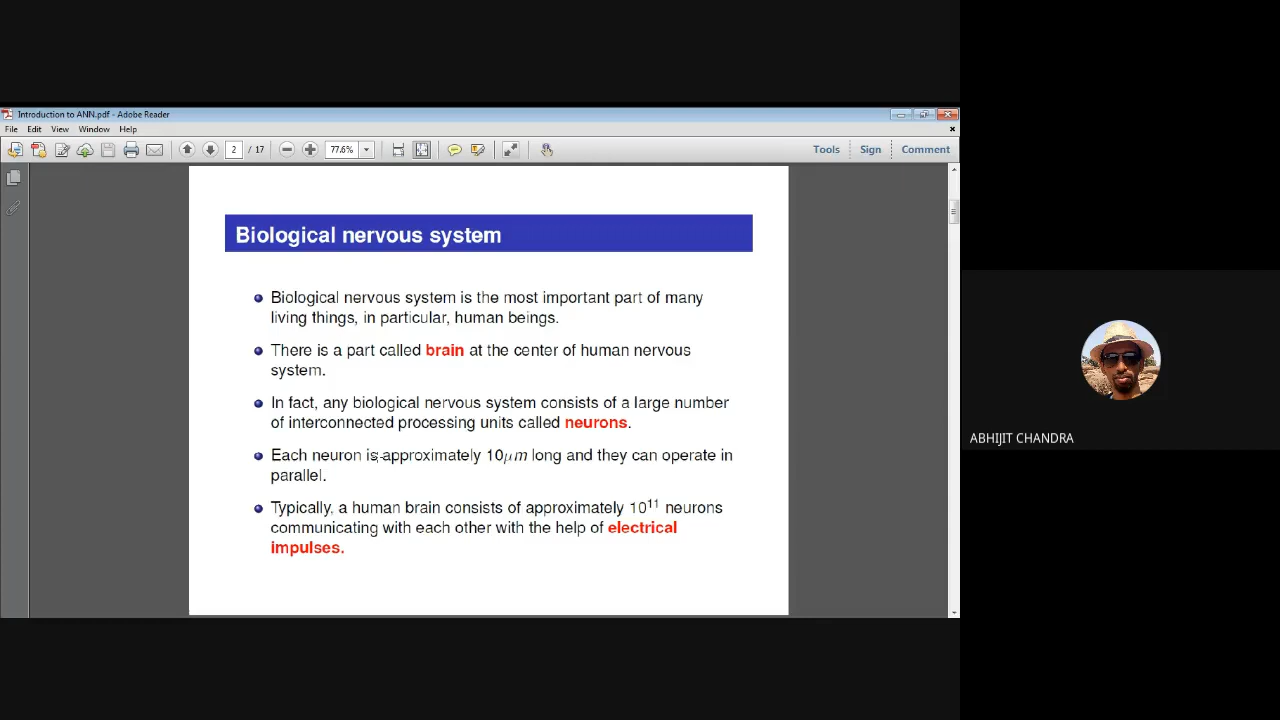 Introduction to ANN.pdf - Adobe Reader
File Edit View Window Help
2 / 17 77.6% Tools Sign Comment
Biological nervous system
Biological nervous system is the most important part of many
living things, in particular, human beings.
There is a part called brain at the center of human nervous
system.
In fact, any biological nervous system consists of a large number
of interconnected processing units called neurons.
Each neuron is approximately 10μm long and they can operate in
parallel.
Typically, a human brain consists of approximately 10¹¹ neurons
communicating with each other with the help of electrical
impulses.
ABHIJIT CHANDRA